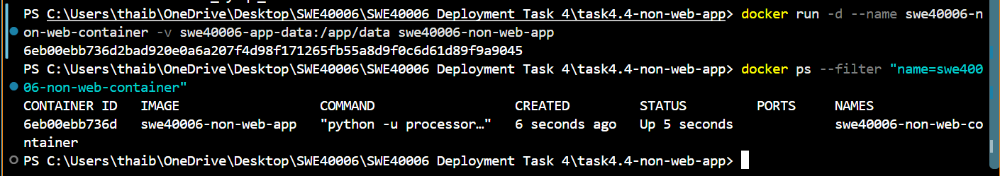 PS C:\Users\thaib\OneDrive\Desktop\SWE40006\SWE40006 Deployment Task 4\task4.4-non-web-app> docker run -d --name swe40006-n
on-web-container -v swe40006-app-data:/app/data swe40006-non-web-app
6eb00ebb736d2bad920e0a6a207f4d98f171265fb55a8d9f0c6d61d89f9a9045
PS C:\Users\thaib\OneDrive\Desktop\SWE40006\SWE40006 Deployment Task 4\task4.4-non-web-app> docker ps --filter "name=swe400
06-non-web-container"
CONTAINER ID   IMAGE                  COMMAND                  CREATED         STATUS         PORTS     NAMES
6eb00ebb736d   swe40006-non-web-app   "python -u processor…"   6 seconds ago   Up 5 seconds             swe40006-non-web-co
ntainer
PS C:\Users\thaib\OneDrive\Desktop\SWE40006\SWE40006 Deployment Task 4\task4.4-non-web-app>